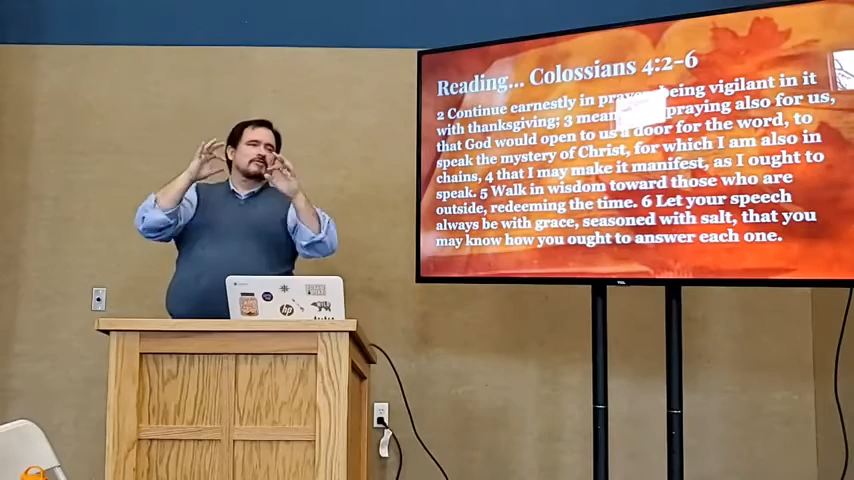 Reading... Colossians 4:2-6
2 Continue earnestly in prayer, being vigilant in it
with thanksgiving; 3 praying also for us,
that God would open to us a door for the word, to
speak the mystery of Christ, for which I am also in
chains, 4 that I may make it manifest, as I ought to
speak. 5 Walk in wisdom toward those who are
outside, redeeming the time. 6 Let your speech
always be with grace, seasoned with salt, that you
may know how you ought to answer each one.
hp
TCL